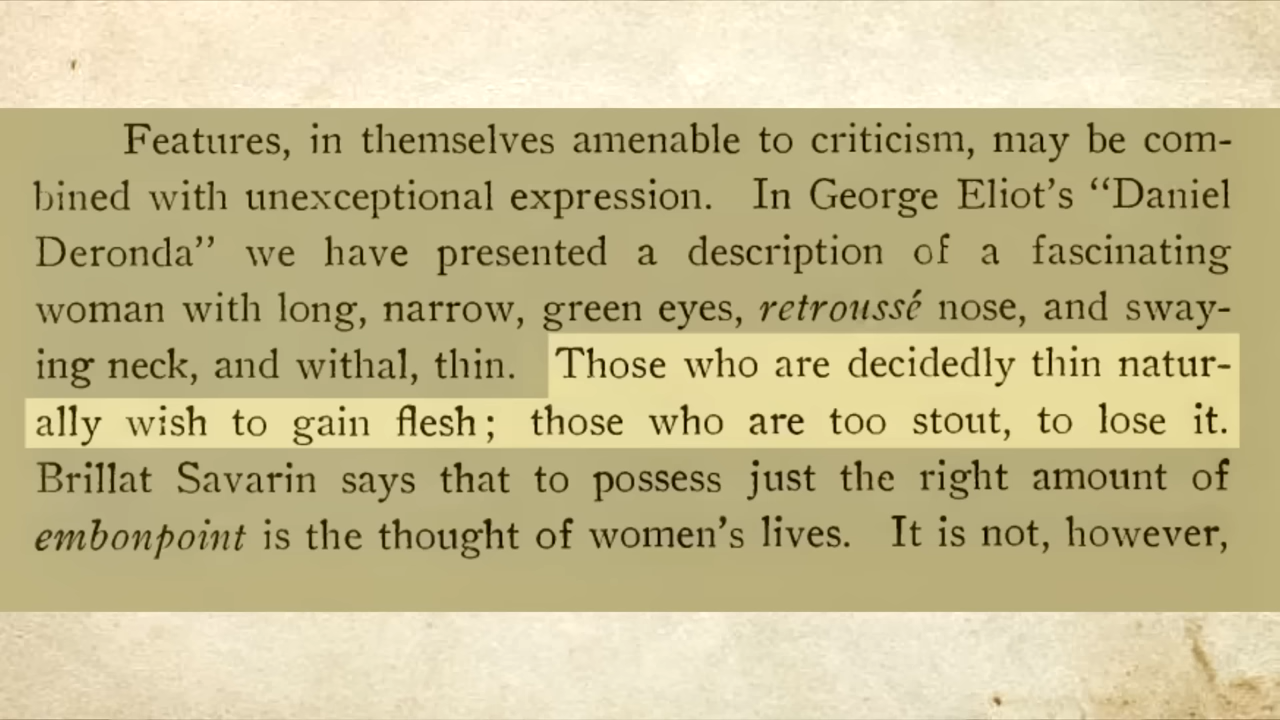 Features, in themselves amenable to criticism, may be com-
bined with unexceptional expression. In George Eliot’s “Daniel
Deronda” we have presented a description of a fascinating
woman with long, narrow, green eyes, retroussé nose, and sway-
ing neck, and withal, thin. Those who are decidedly thin natur-
ally wish to gain flesh; those who are too stout, to lose it.
Brillat Savarin says that to possess just the right amount of
embonpoint is the thought of women’s lives. It is not, however,